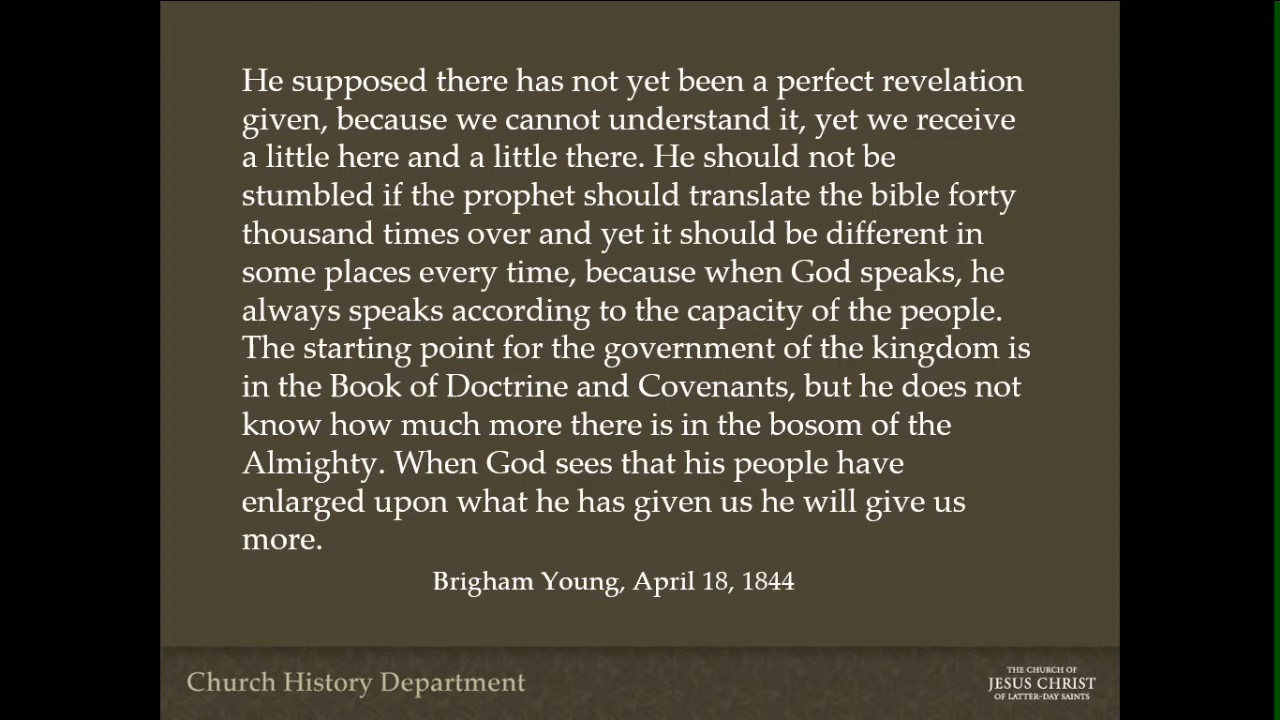 He supposed there has not yet been a perfect revelation
given, because we cannot understand it, yet we receive
a little here and a little there. He should not be
stumbled if the prophet should translate the bible forty
thousand times over and yet it should be different in
some places every time, because when God speaks, he
always speaks according to the capacity of the people.
The starting point for the government of the kingdom is
in the Book of Doctrine and Covenants, but he does not
know how much more there is in the bosom of the
Almighty. When God sees that his people have
enlarged upon what he has given us he will give us
more.
Brigham Young, April 18, 1844
Church History Department
THE CHURCH OF
JESUS CHRIST
OF LATTER-DAY SAINTS